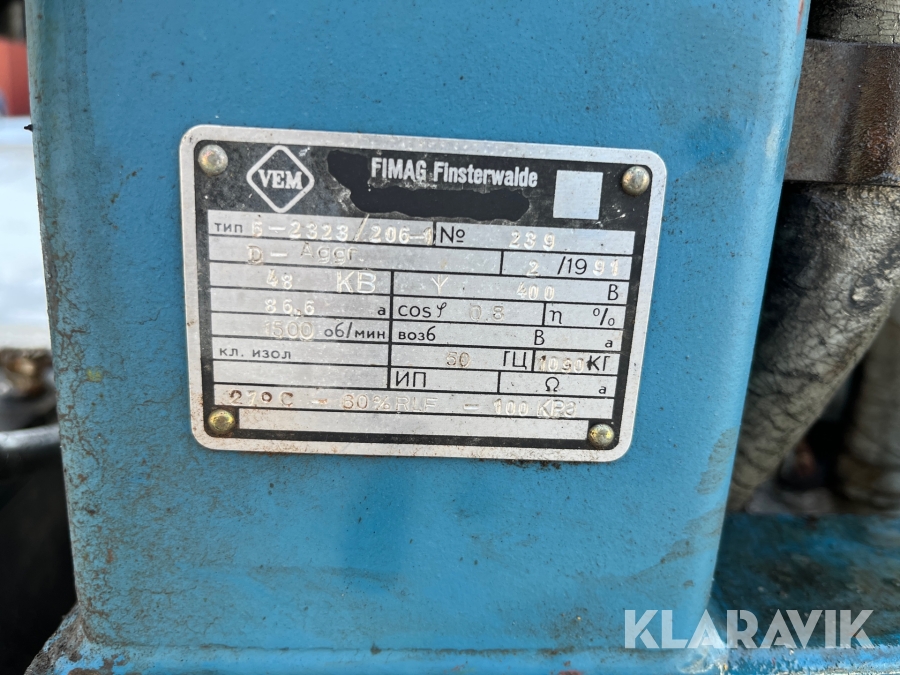 VEM
FIMAG Finsterwalde
тип 6-2323/206-1 № 239
D-Aggr. 2/1991
48 КВ Y 400 В
86.6 а cos φ 0.8 η %
1500 об/мин возб В а
кл. изол 50 ГЦ 1090 КГ
ИП Ω а
27°C - 60%RLF - 100 KPa
KLARAVIK